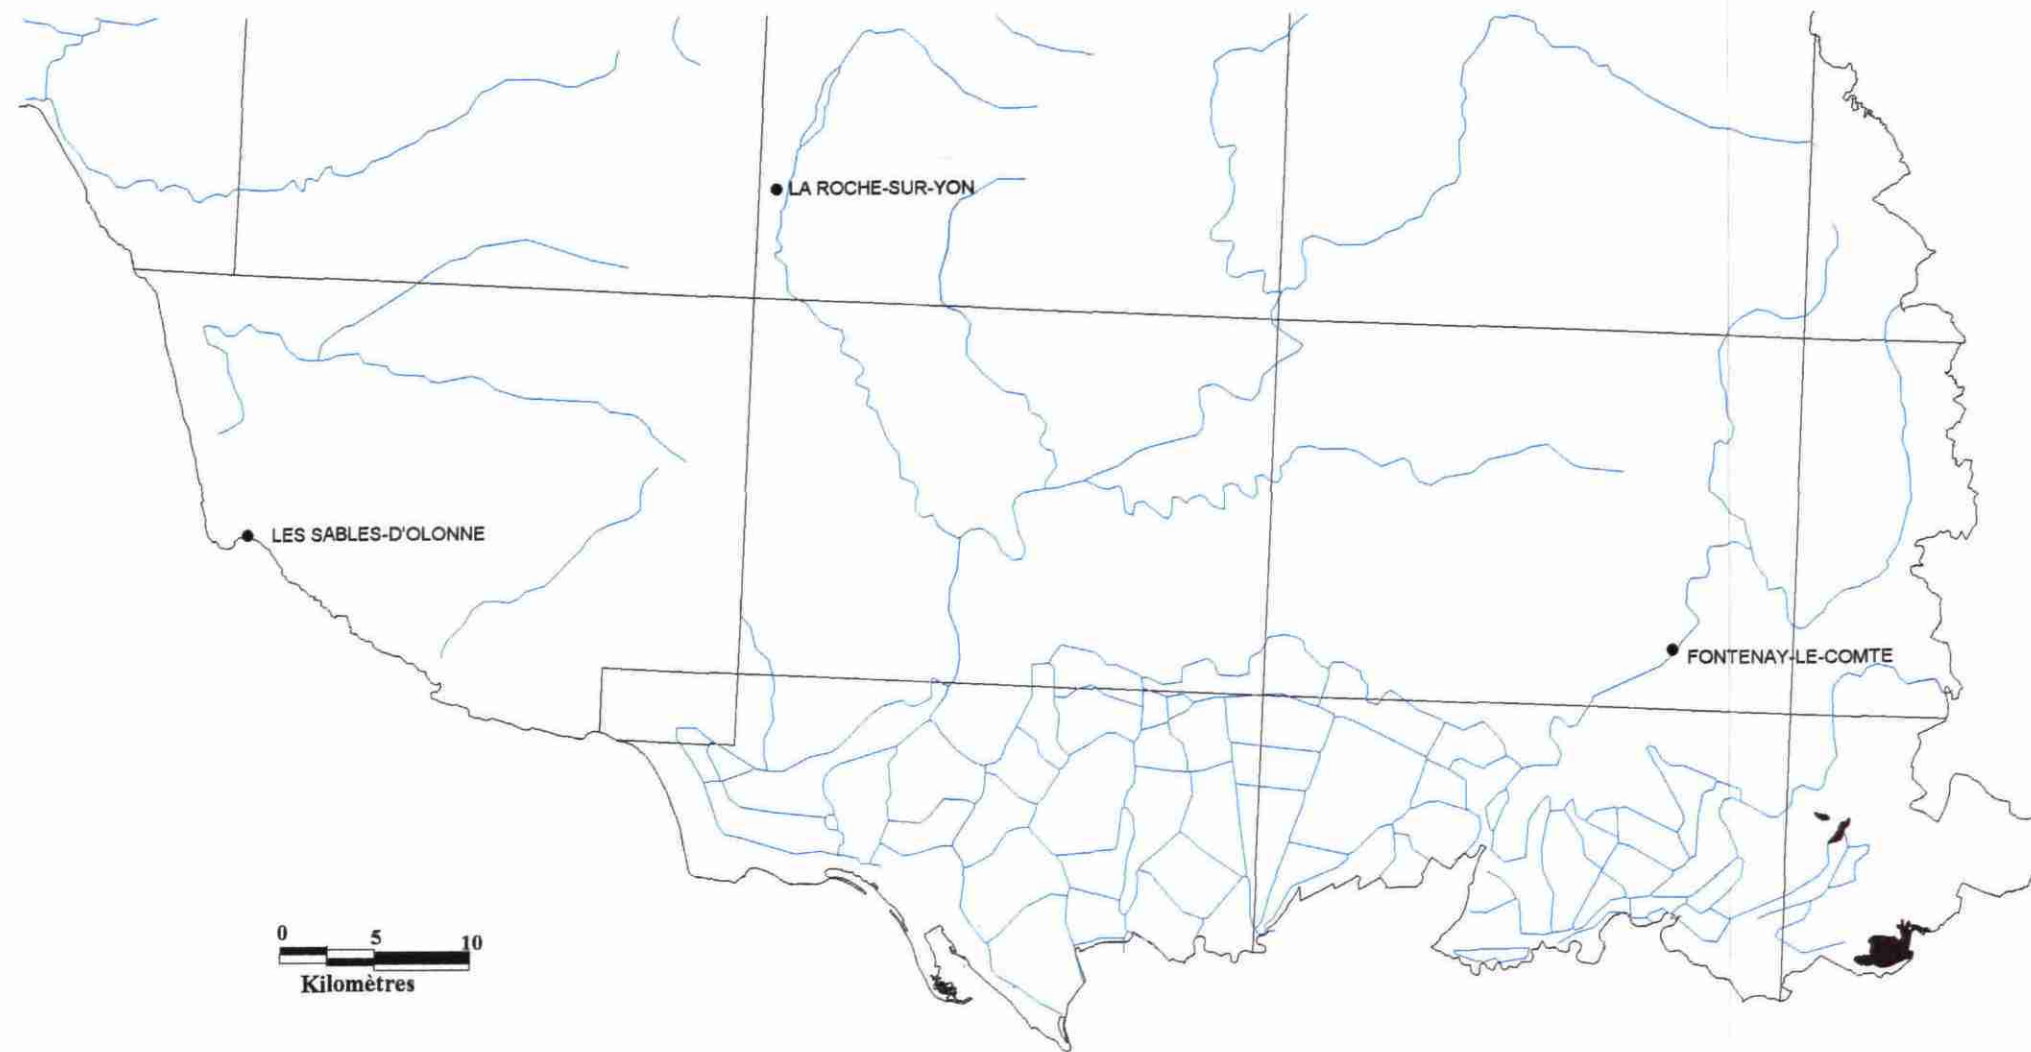 LA ROCHE-SUR-YON
LES SABLES-D'OLONNE
FONTENAY-LE-COMTE
0 5 10
Kilomètres